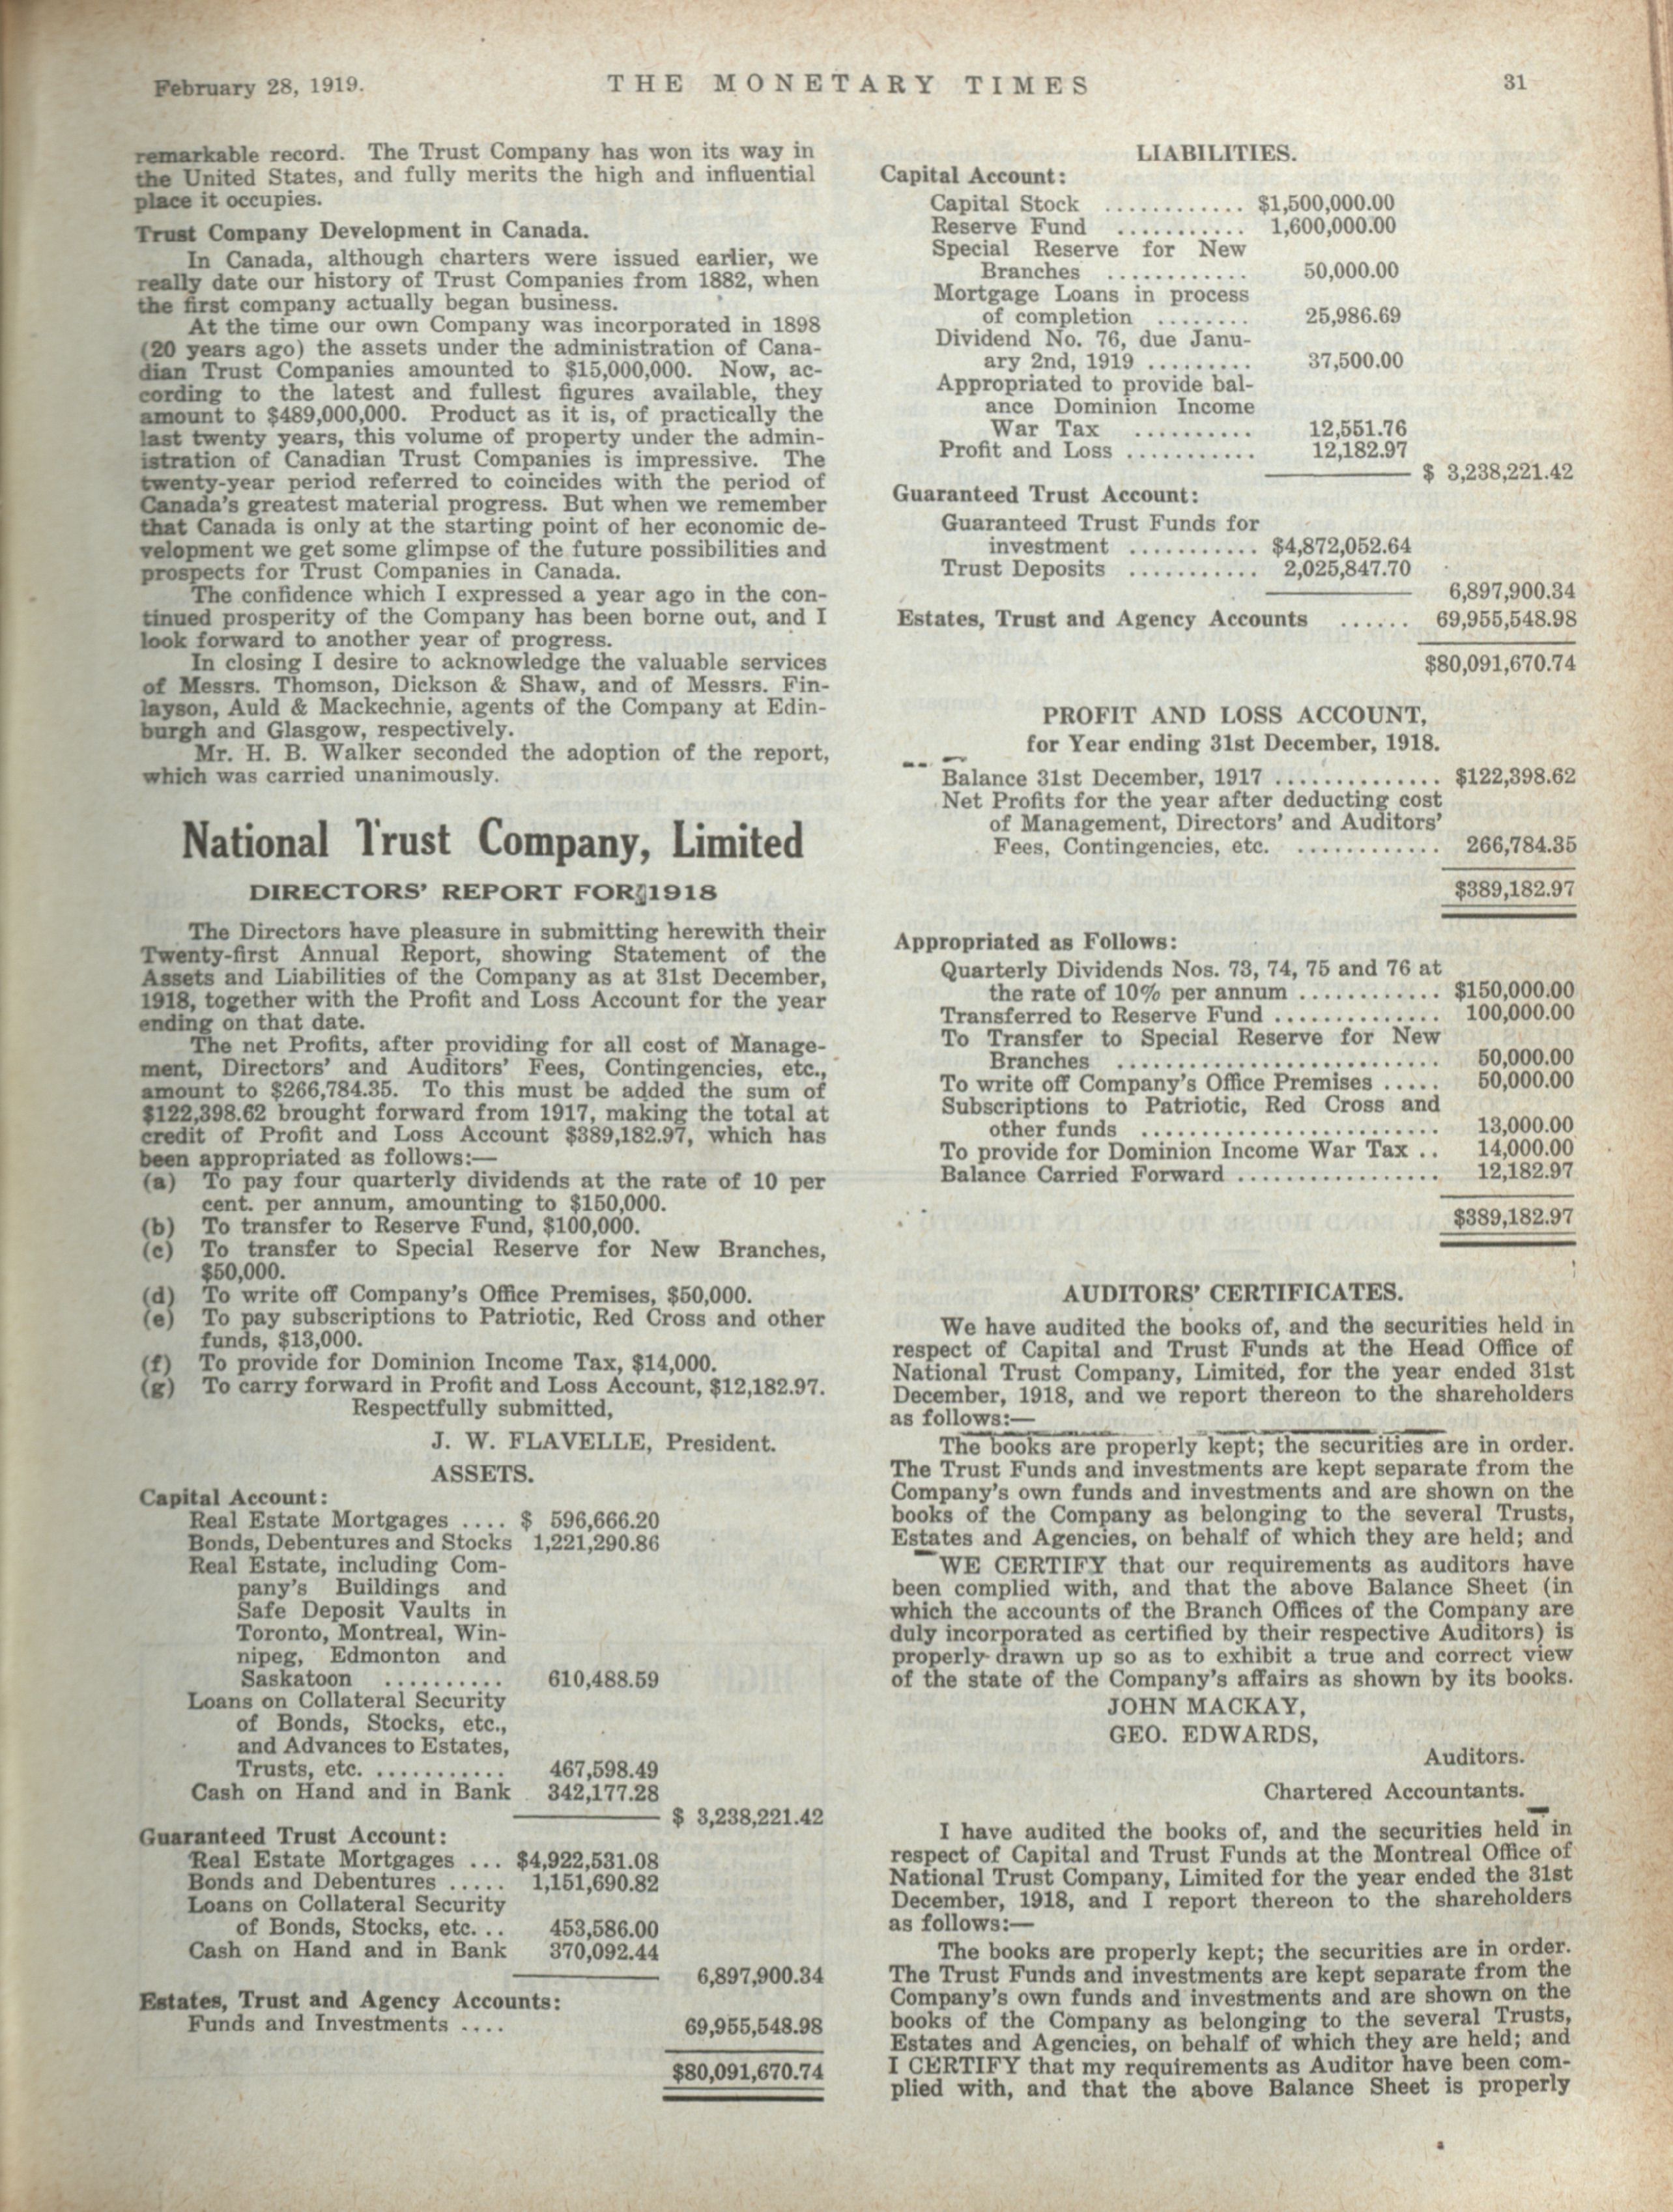 February 28, 1919.
THE MONETARY TIMES
31
remarkable record. The Trust Company has won its way in
the United States, and fully merits the high and influential
place it occupies.
Trust Company Development in Canada.
In Canada, although charters were issued earlier, we
really date our history of Trust Companies from 1882, when
the first company actually began business.
At the time our own Company was incorporated in 1898
(20 years ago) the assets under the administration of Cana-
dian Trust Companies amounted to $15,000,000. Now, ac-
cording to the latest and fullest figures available, they
amount to $489,000,000. Product as it is, of practically the
last twenty years, this volume of property under the admin-
istration of Canadian Trust Companies is impressive. The
twenty-year period referred to coincides with the period of
Canada's greatest material progress. But when we remember
that Canada is only at the starting point of her economic de-
velopment we get some glimpse of the future possibilities and
prospects for Trust Companies in Canada.
The confidence which I expressed a year ago in the con-
tinued prosperity of the Company has been borne out, and I
look forward to another year of progress.
In closing I desire to acknowledge the valuable services
of Messrs. Thomson, Dickson & Shaw, and of Messrs. Fin-
layson, Auld & Mackechnie, agents of the Company at Edin-
burgh and Glasgow, respectively.
Mr. H. B. Walker seconded the adoption of the report,
which was carried unanimously.
National Trust Company, Limited
DIRECTORS' REPORT FOR 1918
The Directors have pleasure in submitting herewith their
Twenty-first Annual Report, showing Statement of the
Assets and Liabilities of the Company as at 31st December,
1918, together with the Profit and Loss Account for the year
ending on that date.
The net Profits, after providing for all cost of Manage-
ment, Directors' and Auditors' Fees, Contingencies, etc.,
amount to $266,784.35. To this must be added the sum of
$122,398.62 brought forward from 1917, making the total at
credit of Profit and Loss Account $389,182.97, which has
been appropriated as follows:—
(a) To pay four quarterly dividends at the rate of 10 per
cent. per annum, amounting to $150,000.
(b) To transfer to Reserve Fund, $100,000.
(c) To transfer to Special Reserve for New Branches,
$50,000.
(d) To write off Company's Office Premises, $50,000.
(e) To pay subscriptions to Patriotic, Red Cross and other
funds, $13,000.
(f) To provide for Dominion Income Tax, $14,000.
(g) To carry forward in Profit and Loss Account, $12,182.97.
Respectfully submitted,
J. W. FLAVELLE, President.
ASSETS.
Capital Account:
Real Estate Mortgages .... $ 596,666.20
Bonds, Debentures and Stocks 1,221,290.86
Real Estate, including Com-
pany's Buildings and
Safe Deposit Vaults in
Toronto, Montreal, Win-
nipeg, Edmonton and
Saskatoon .......... 610,488.59
Loans on Collateral Security
of Bonds, Stocks, etc.,
and Advances to Estates,
Trusts, etc. ........... 467,598.49
Cash on Hand and in Bank 342,177.28
$ 3,238,221.42
Guaranteed Trust Account:
Real Estate Mortgages ... $4,922,531.08
Bonds and Debentures ..... 1,151,690.82
Loans on Collateral Security
of Bonds, Stocks, etc. .. 453,586.00
Cash on Hand and in Bank 370,092.44
6,897,900.34
Estates, Trust and Agency Accounts:
Funds and Investments .... 69,955,548.98
$80,091,670.74
LIABILITIES.
Capital Account:
Capital Stock ............ $1,500,000.00
Reserve Fund ........... 1,600,000.00
Special Reserve for New
Branches ............ 50,000.00
Mortgage Loans in process
of completion ........ 25,986.69
Dividend No. 76, due Janu-
ary 2nd, 1919 ......... 37,500.00
Appropriated to provide bal-
ance Dominion Income
War Tax .......... 12,551.76
Profit and Loss ........... 12,182.97
$ 3,238,221.42
Guaranteed Trust Account:
Guaranteed Trust Funds for
investment ........... $4,872,052.64
Trust Deposits ........... 2,025,847.70
6,897,900.34
Estates, Trust and Agency Accounts ...... 69,955,548.98
$80,091,670.74
PROFIT AND LOSS ACCOUNT,
for Year ending 31st December, 1918.
Balance 31st December, 1917 .............. $122,398.62
Net Profits for the year after deducting cost
of Management, Directors' and Auditors'
Fees, Contingencies, etc. ............ 266,784.35
$389,182.97
Appropriated as Follows:
Quarterly Dividends Nos. 73, 74, 75 and 76 at
the rate of 10% per annum ............ $150,000.00
Transferred to Reserve Fund .............. 100,000.00
To Transfer to Special Reserve for New
Branches ........................... 50,000.00
To write off Company's Office Premises ..... 50,000.00
Subscriptions to Patriotic, Red Cross and
other funds ......................... 13,000.00
To provide for Dominion Income War Tax .. 14,000.00
Balance Carried Forward ................. 12,182.97
$389,182.97
AUDITORS' CERTIFICATES.
We have audited the books of, and the securities held in
respect of Capital and Trust Funds at the Head Office of
National Trust Company, Limited, for the year ended 31st
December, 1918, and we report thereon to the shareholders
as follows:—
The books are properly kept; the securities are in order.
The Trust Funds and investments are kept separate from the
Company's own funds and investments and are shown on the
books of the Company as belonging to the several Trusts,
Estates and Agencies, on behalf of which they are held; and
WE CERTIFY that our requirements as auditors have
been complied with, and that the above Balance Sheet (in
which the accounts of the Branch Offices of the Company are
duly incorporated as certified by their respective Auditors) is
properly drawn up so as to exhibit a true and correct view
of the state of the Company's affairs as shown by its books.
JOHN MACKAY,
GEO. EDWARDS,
Auditors.
Chartered Accountants.
I have audited the books of, and the securities held in
respect of Capital and Trust Funds at the Montreal Office of
National Trust Company, Limited for the year ended the 31st
December, 1918, and I report thereon to the shareholders
as follows:—
The books are properly kept; the securities are in order.
The Trust Funds and investments are kept separate from the
Company's own funds and investments and are shown on the
books of the Company as belonging to the several Trusts,
Estates and Agencies, on behalf of which they are held; and
I CERTIFY that my requirements as Auditor have been com-
plied with, and that the above Balance Sheet is properly